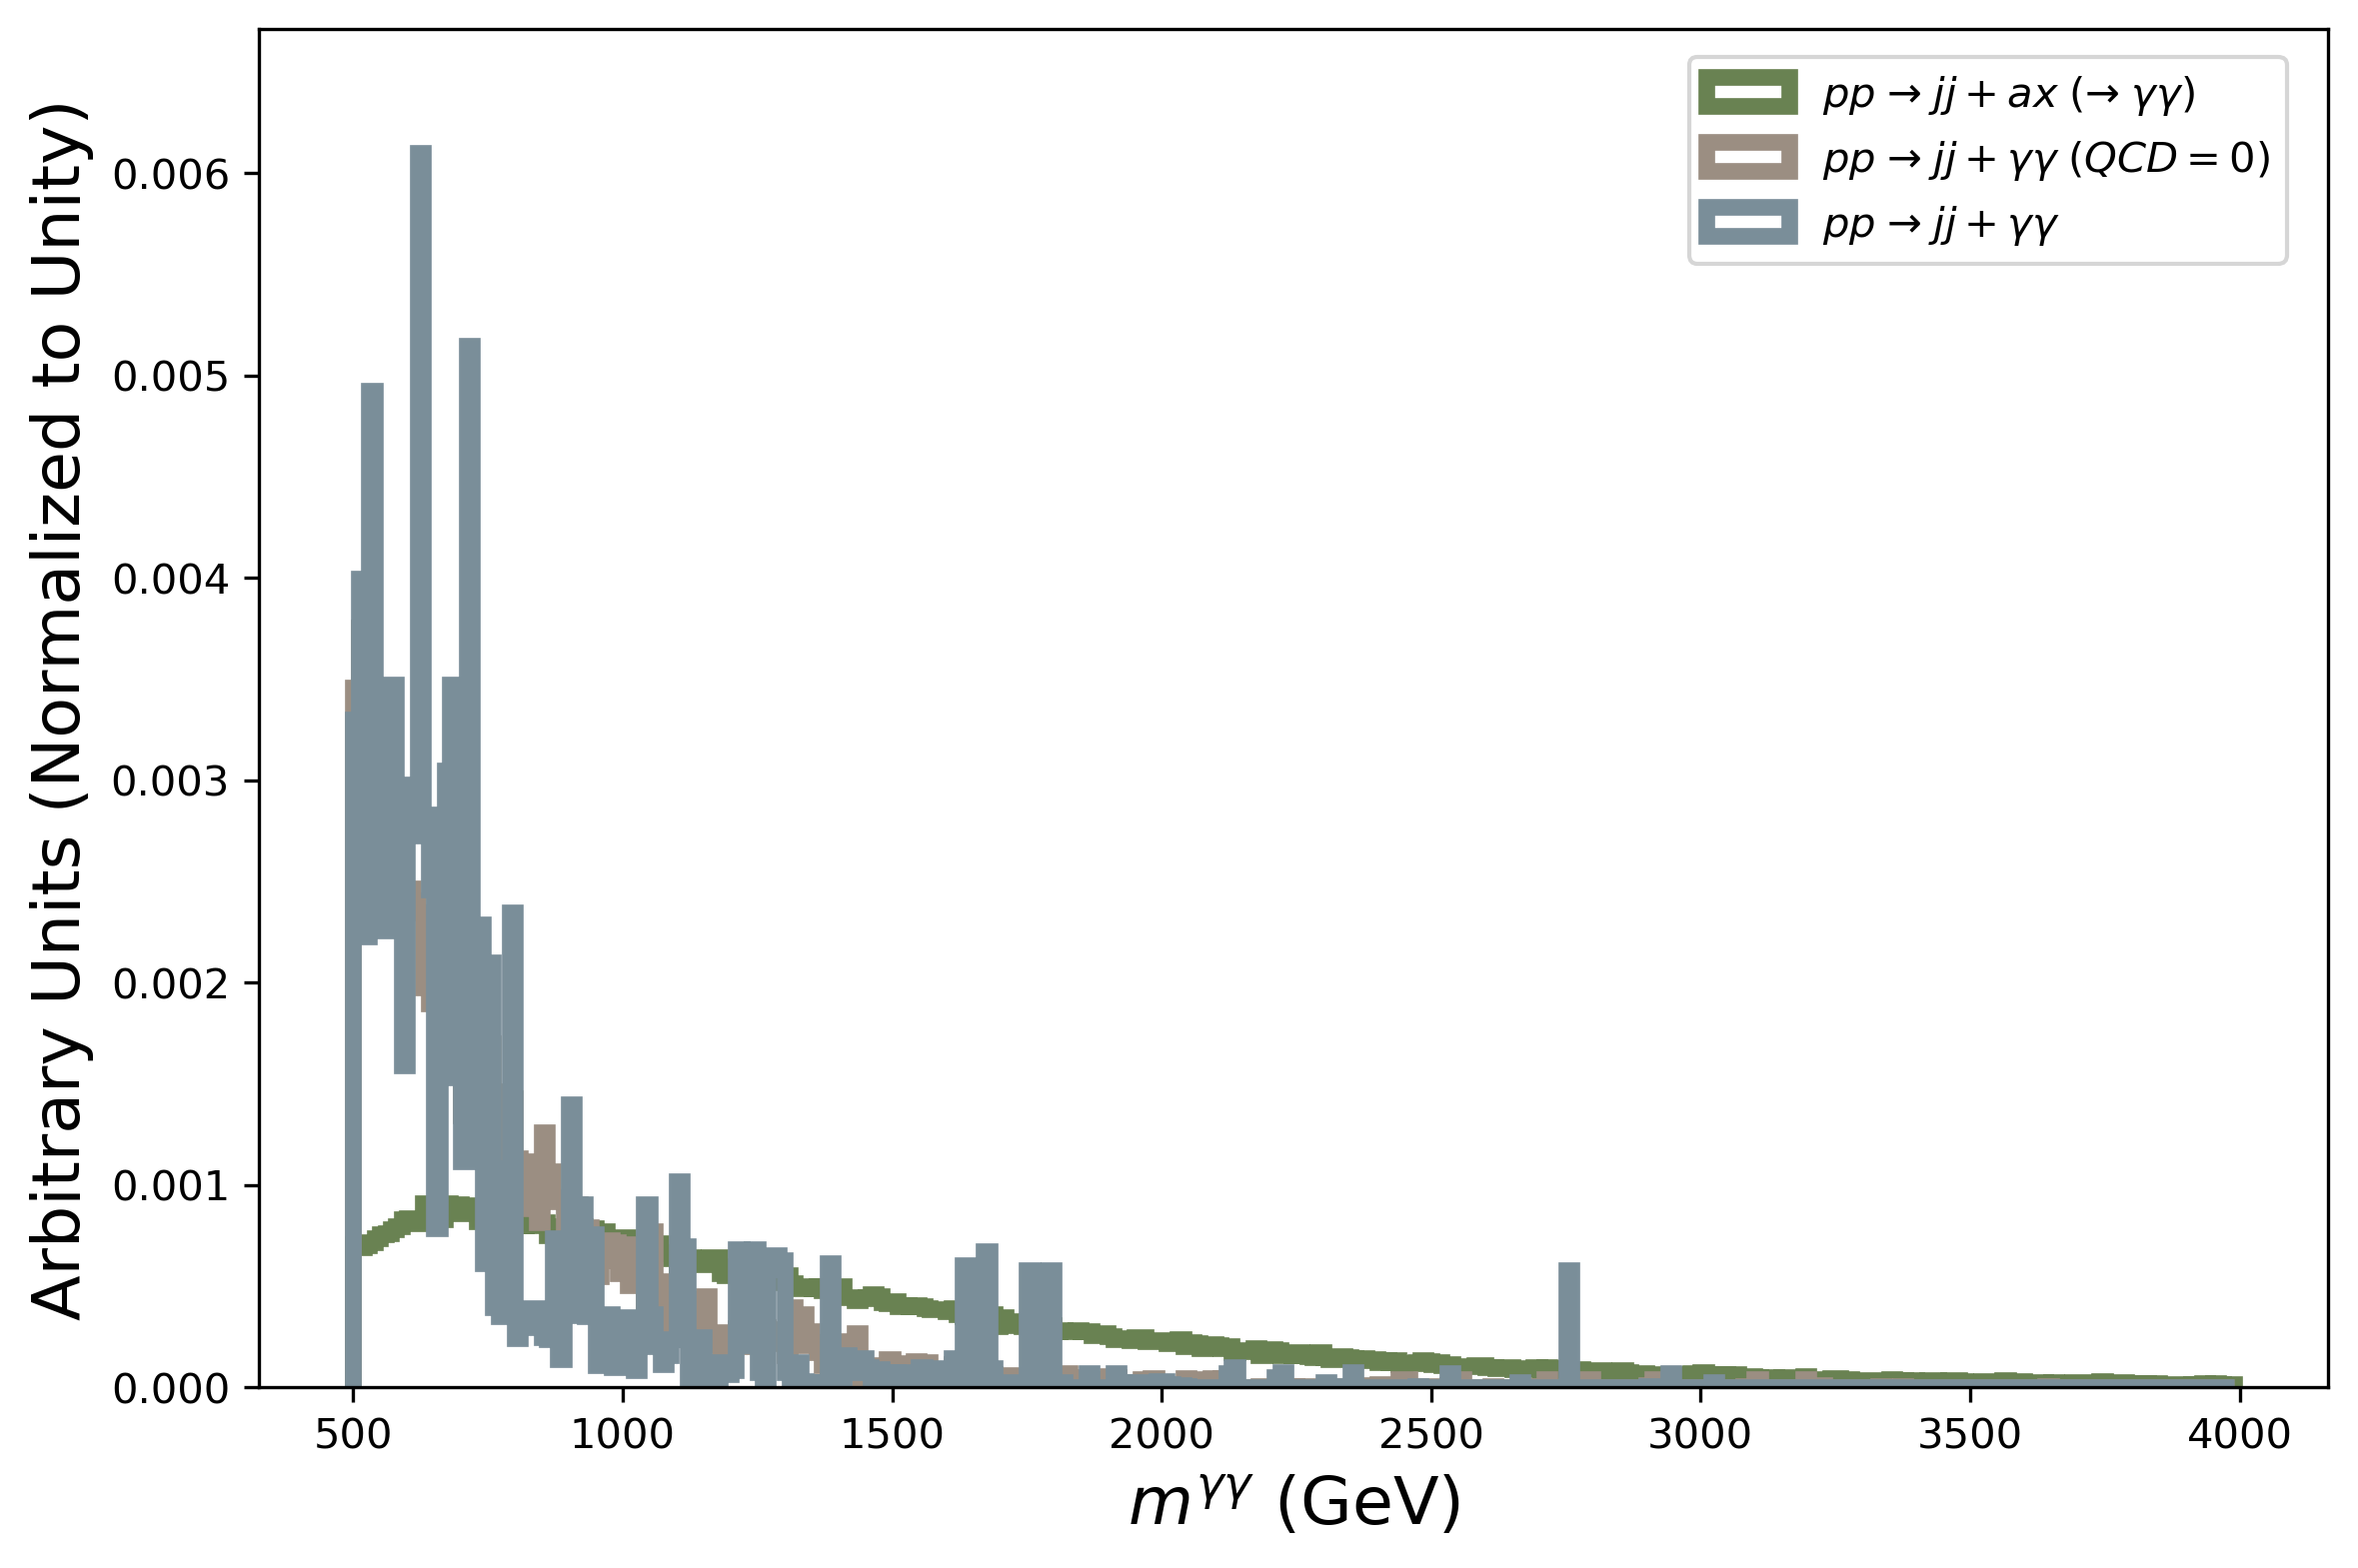 Arbitrary Units (Normalized to Unity)
0.006
0.005
0.004
0.003
0.002
0.001
0.000
pp → jj + ax (→ γγ)
pp → jj + γγ (QCD = 0)
pp → jj + γγ
500 1000 1500 2000 2500 3000 3500 4000
m^γγ (GeV)